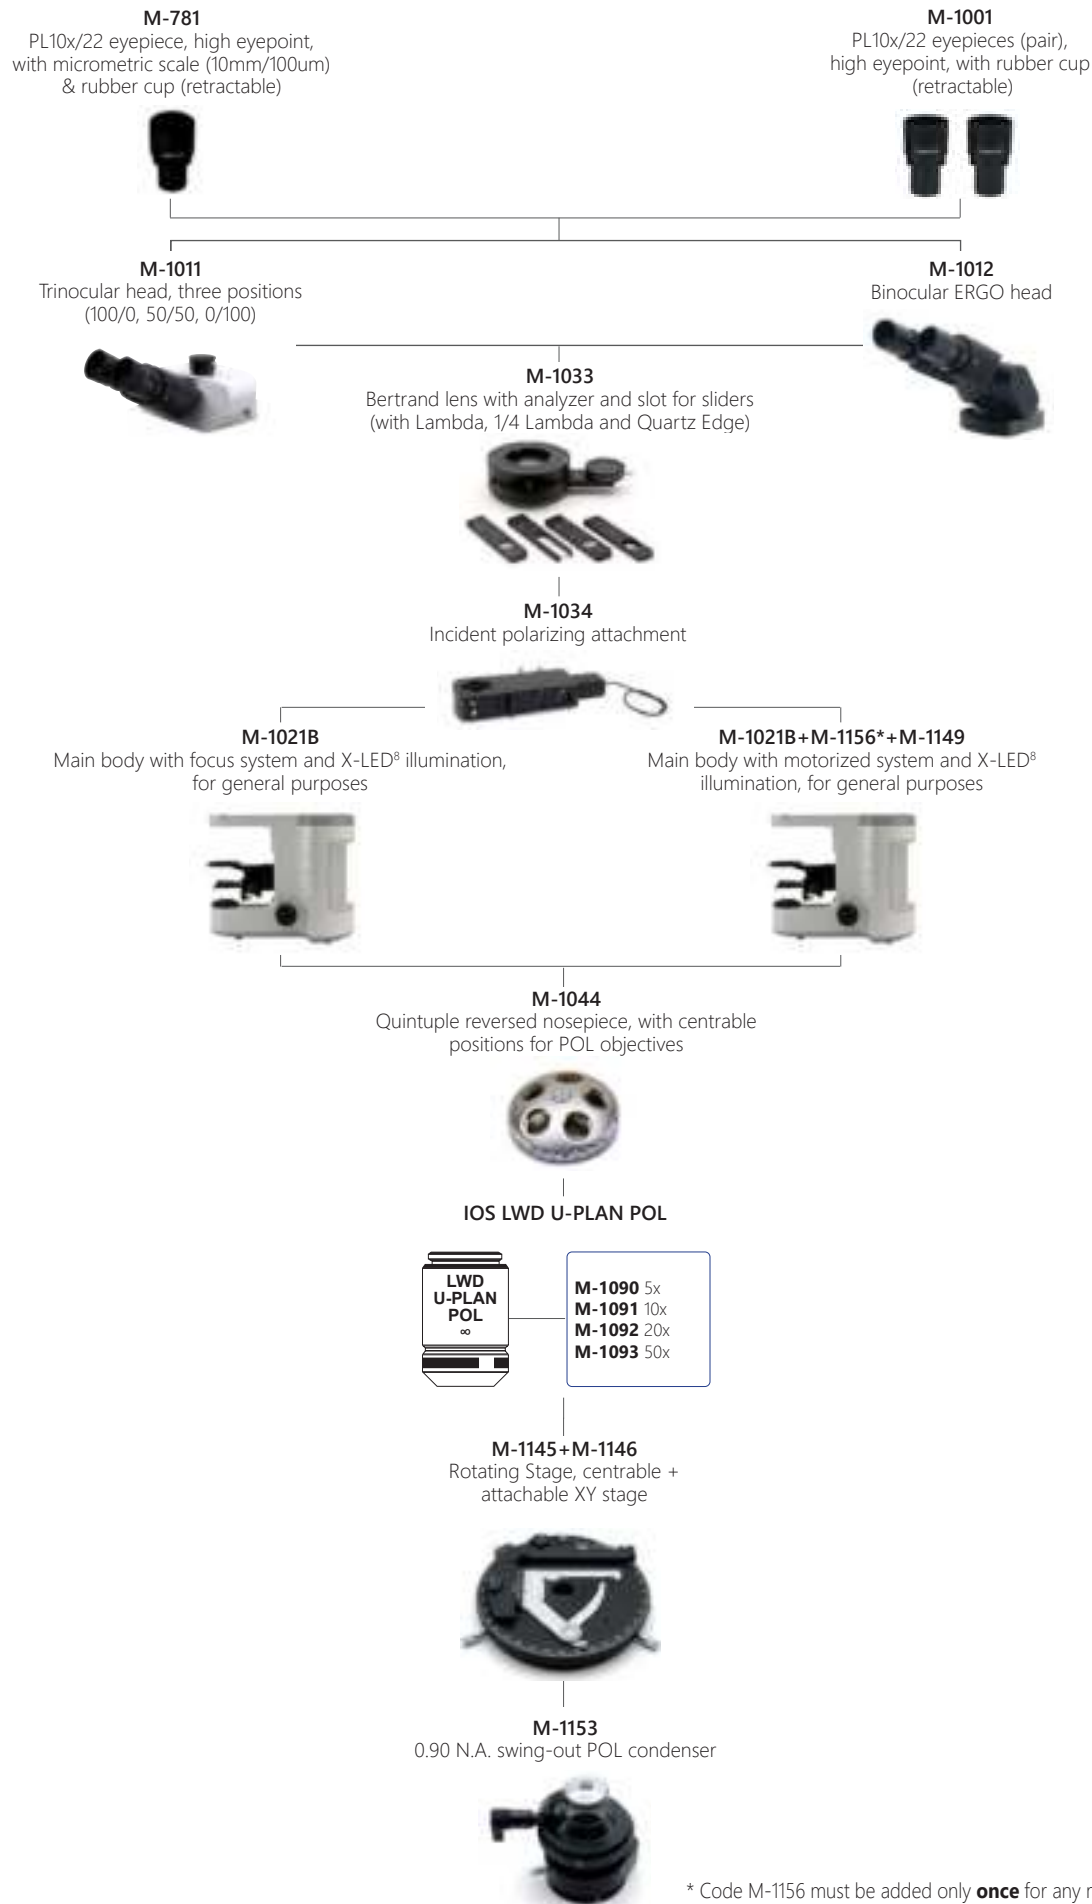 M-781
PL10x/22 eyepiece, high eyepoint,
with micrometric scale (10mm/100um)
& rubber cup (retractable)
M-1001
PL10x/22 eyepieces (pair),
high eyepoint, with rubber cup
(retractable)
M-1011
Trinocular head, three positions
(100/0, 50/50, 0/100)
M-1012
Binocular ERGO head
M-1033
Bertrand lens with analyzer and slot for sliders
(with Lambda, 1/4 Lambda and Quartz Edge)
M-1034
Incident polarizing attachment
M-1021B
Main body with focus system and X-LED⁸ illumination,
for general purposes
M-1021B+M-1156*+M-1149
Main body with motorized system and X-LED⁸
illumination, for general purposes
M-1044
Quintuple reversed nosepiece, with centrable
positions for POL objectives
IOS LWD U-PLAN POL
LWD
U-PLAN
POL
∞
M-1090 5x
M-1091 10x
M-1092 20x
M-1093 50x
M-1145+M-1146
Rotating Stage, centrable +
attachable XY stage
M-1153
0.90 N.A. swing-out POL condenser
* Code M-1156 must be added only once for any